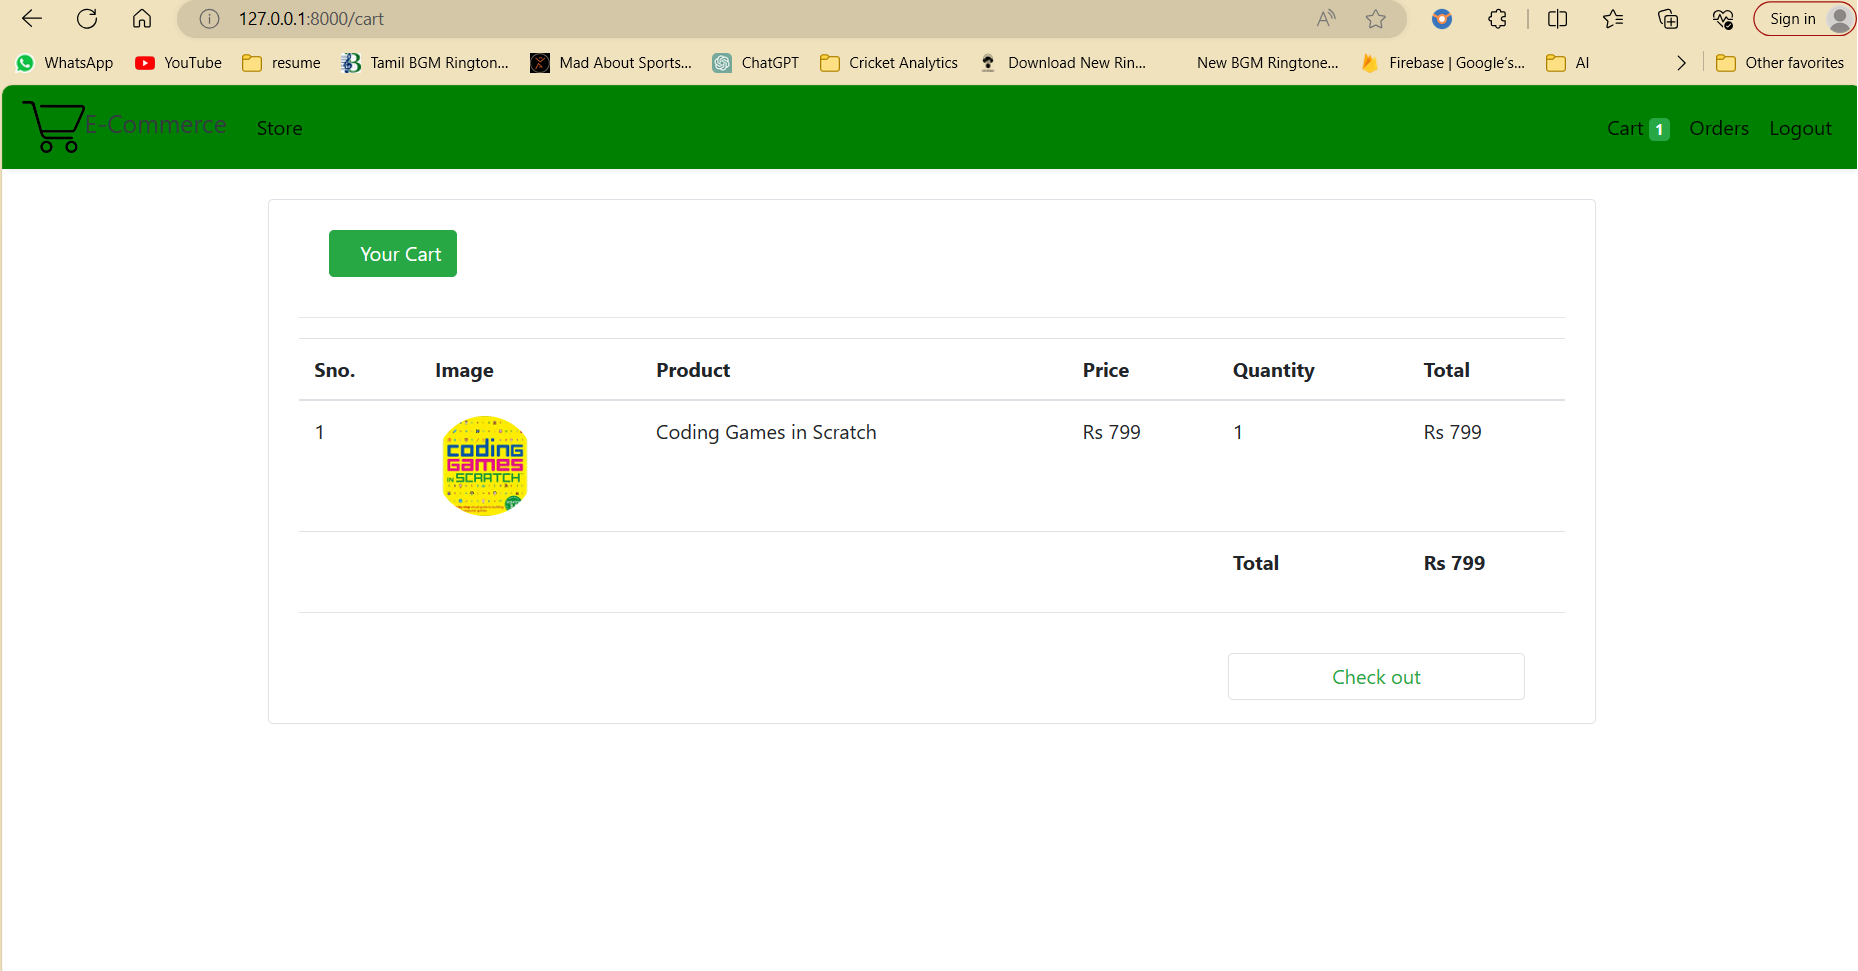 127.0.0.1:8000/cart
Sign in
WhatsApp YouTube resume Tamil BGM Rington... Mad About Sports... ChatGPT Cricket Analytics Download New Rin... New BGM Ringtone... Firebase | Google's... AI Other favorites
E-Commerce Store Cart 1 Orders Logout
Your Cart
Sno. Image Product Price Quantity Total
1 Coding Games in Scratch Rs 799 1 Rs 799
coding
GAMES
IN SCRATCH
Total Rs 799
Check out